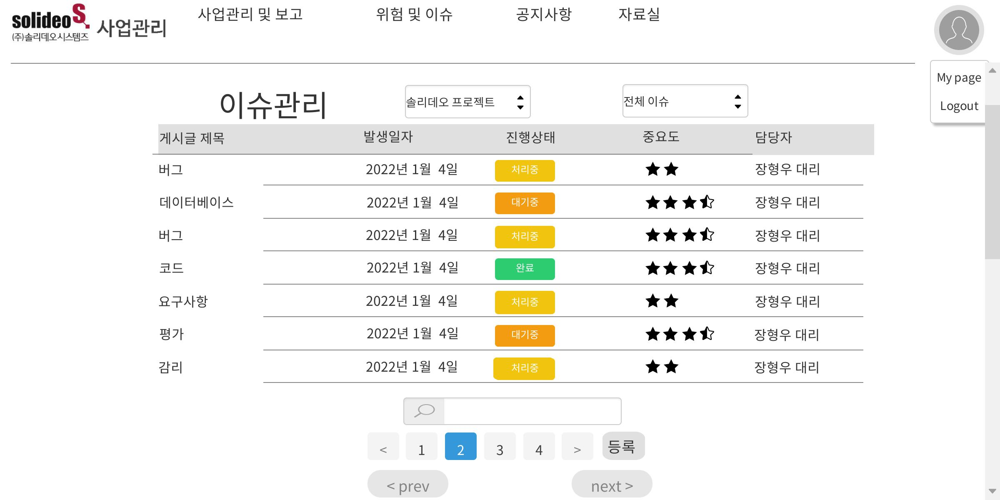 solideoS
(주)솔리데오시스템즈
사업관리
사업관리 및 보고 위험 및 이슈 공지사항 자료실
My page
Logout
이슈관리 솔리데오 프로젝트 전체 이슈
게시글 제목 발생일자 진행상태 중요도 담당자
버그 2022년 1월 4일 처리중 장형우 대리
데이터베이스 2022년 1월 4일 대기중 장형우 대리
버그 2022년 1월 4일 처리중 장형우 대리
코드 2022년 1월 4일 완료 장형우 대리
요구사항 2022년 1월 4일 처리중 장형우 대리
평가 2022년 1월 4일 대기중 장형우 대리
감리 2022년 1월 4일 처리중 장형우 대리
< 1 2 3 4 > 등록
< prev next >